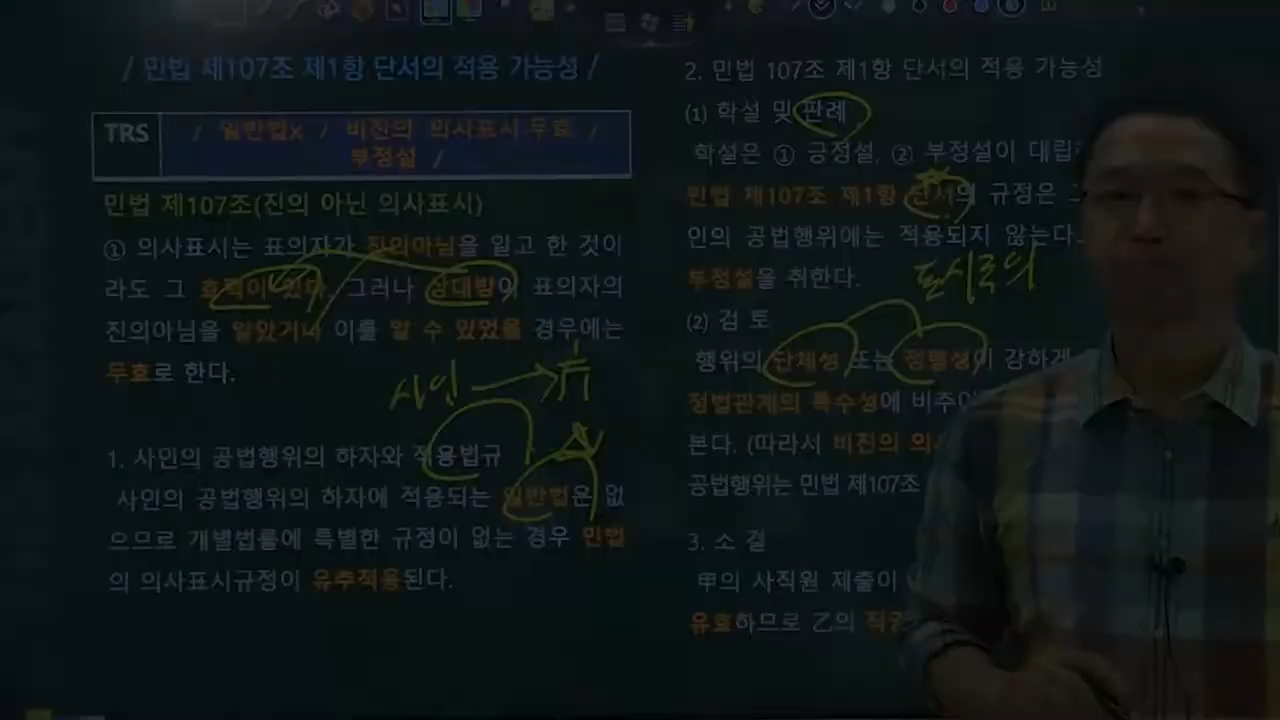 / 민법 제107조 제1항 단서의 적용 가능성 /
TRS
/ 일반법X / 비진의 의사표시 무효 /
부정설 /
민법 제107조(진의 아닌 의사표시)
① 의사표시는 표의자가 진의아님을 알고 한 것이
라도 그 효력이 있다. 그러나 상대방이 표의자의
진의아님을 알았거나 이를 알 수 있었을 경우에는
무효로 한다.
사인
1. 사인의 공법행위의 하자와 적용법규
사인의 공법행위의 하자에 적용되는 일반법은 없
으므로 개별법률에 특별한 규정이 없는 경우 민법
의 의사표시규정이 유추적용된다.
2. 민법 107조 제1항 단서의 적용 가능성
(1) 학설 및 판례
학설은 ① 긍정설, ② 부정설이 대립
민법 제107조 제1항 단서의 규정은 그
인의 공법행위에는 적용되지 않는다
부정설을 취한다.
(2) 검 토
행위의 단체성 또는 정형성이 강하게
정법관계의 특수성에 비추어
본다. (따라서 비진의 의사
공법행위는 민법 제107조
3. 소 결
甲의 사직원 제출이
유효하므로 乙의 직권